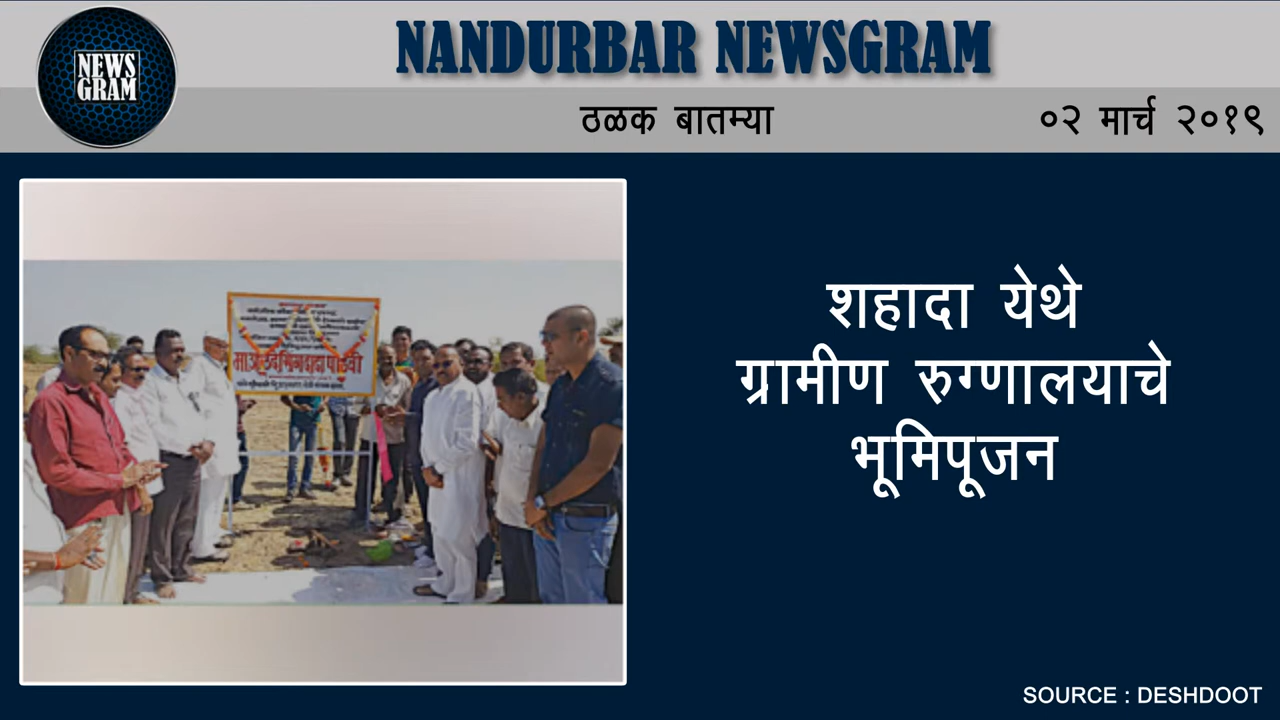 NEWS
GRAM
NANDURBAR NEWSGRAM
ठळक बातम्या
०२ मार्च २०१९
शहादा येथे
ग्रामीण रुग्णालयाचे
भूमिपूजन
SOURCE : DESHDOOT